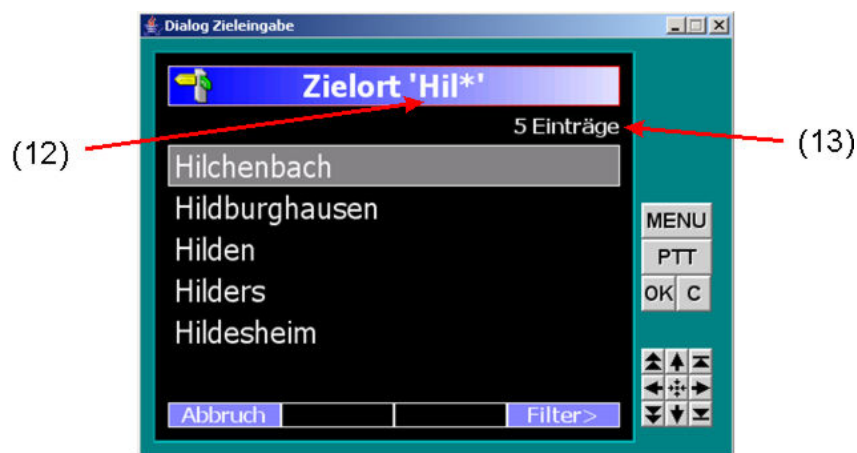 Dialog Zieleingabe
Zielort 'Hil*'
5 Einträge
(12)
(13)
Hilchenbach
Hildburghausen
Hilden
Hilders
Hildesheim
MENU
PTT
OK C
Abbruch Filter>